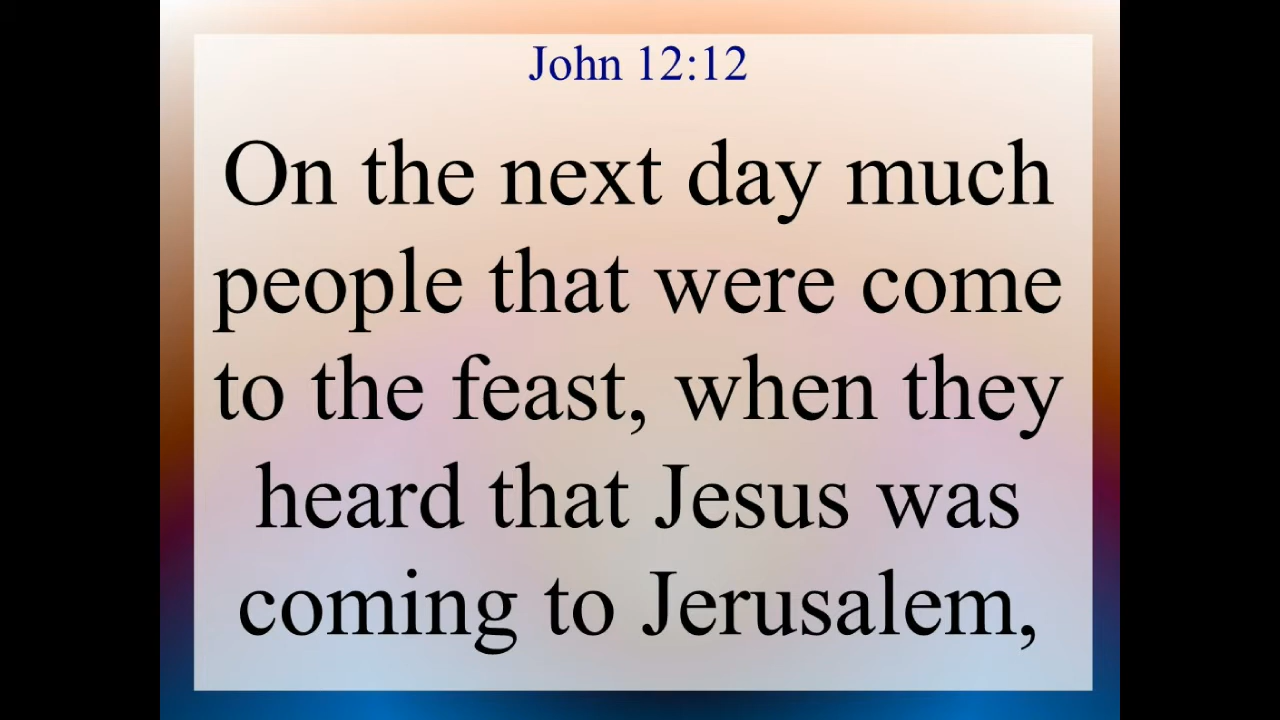 John 12:12
On the next day much
people that were come
to the feast, when they
heard that Jesus was
coming to Jerusalem,